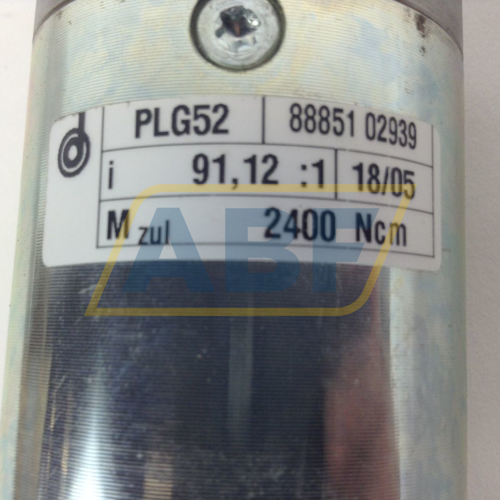 PLG52 88851 02939
i 91,12 :1 18/05
M zul 2400 Ncm
ABF